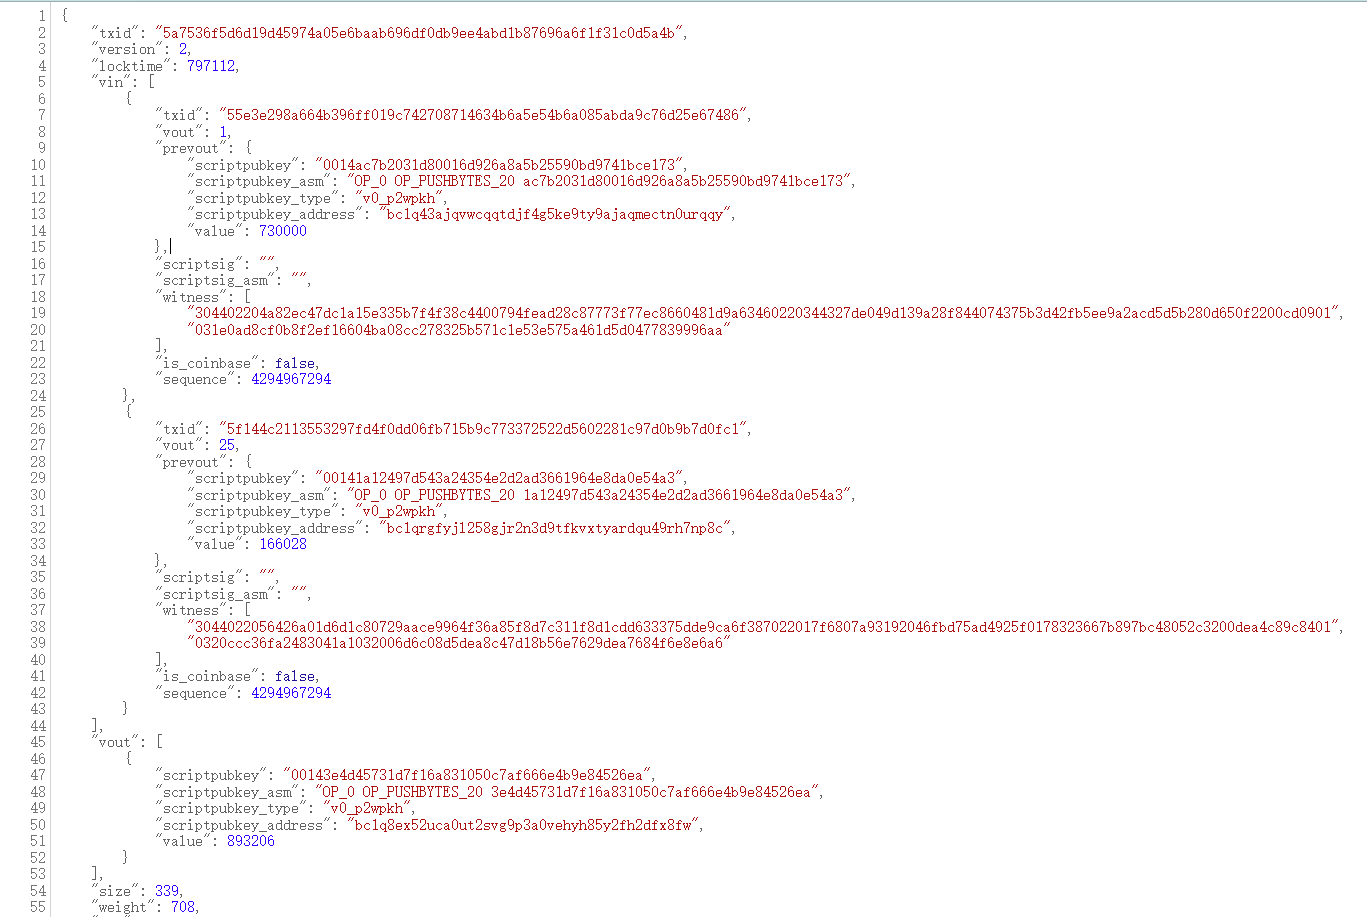 1 {
2 "txid": "5a7536f5d6d19d45974a05e6baab696df0db9ee4abd1b87696a6f1f31c0d5a4b",
3 "version": 2,
4 "locktime": 797112,
5 "vin": [
6 {
7 "txid": "55e3e298a664b396ff019c742708714634b6a5e54b6a085abda9c76d25e67486",
8 "vout": 1,
9 "prevout": {
10 "scriptpubkey": "0014ac7b2031d80016d926a8a5b25590bd9741bce173",
11 "scriptpubkey_asm": "OP_0 OP_PUSHBYTES_20 ac7b2031d80016d926a8a5b25590bd9741bce173",
12 "scriptpubkey_type": "v0_p2wpkh",
13 "scriptpubkey_address": "bc1q43ajqvwcqqtdjf4g5ke9ty9ajaqmectn0urqqy",
14 "value": 730000
15 },
16 "scriptsig": "",
17 "scriptsig_asm": "",
18 "witness": [
19 "304402204a82ec47dc1a15e335b7f4f38c4400794fead28c87773f77ec8660481d9a63460220344327de049d139a28f844074375b3d42fb5ee9a2acd5d5b280d650f2200cd0901",
20 "031e0ad8cf0b8f2ef16604ba08cc278325b571c1e53e575a461d5d0477839996aa"
21 ],
22 "is_coinbase": false,
23 "sequence": 4294967294
24 },
25 {
26 "txid": "5f144c2113553297fd4f0dd06fb715b9c773372522d5602281c97d0b9b7d0fc1",
27 "vout": 25,
28 "prevout": {
29 "scriptpubkey": "00141a12497d543a24354e2d2ad3661964e8da0e54a3",
30 "scriptpubkey_asm": "OP_0 OP_PUSHBYTES_20 1a12497d543a24354e2d2ad3661964e8da0e54a3",
31 "scriptpubkey_type": "v0_p2wpkh",
32 "scriptpubkey_address": "bc1qrgfyjl258gjr2n3d9tfkvxtyardqu49rh7np8c",
33 "value": 166028
34 },
35 "scriptsig": "",
36 "scriptsig_asm": "",
37 "witness": [
38 "3044022056426a01d6d1c80729aace9964f36a85f8d7c311f8d1cdd633375dde9ca6f387022017f6807a93192046fbd75ad4925f0178323667b897bc48052c3200dea4c89c8401",
39 "0320ccc36fa2483041a1032006d6c08d5dea8c47d18b56e7629dea7684f6e8e6a6"
40 ],
41 "is_coinbase": false,
42 "sequence": 4294967294
43 }
44 ],
45 "vout": [
46 {
47 "scriptpubkey": "00143e4d45731d7f16a831050c7af666e4b9e84526ea",
48 "scriptpubkey_asm": "OP_0 OP_PUSHBYTES_20 3e4d45731d7f16a831050c7af666e4b9e84526ea",
49 "scriptpubkey_type": "v0_p2wpkh",
50 "scriptpubkey_address": "bc1q8ex52uca0ut2svg9p3a0vehyh85y2fh2dfx8fw",
51 "value": 893206
52 }
53 ],
54 "size": 339,
55 "weight": 708,